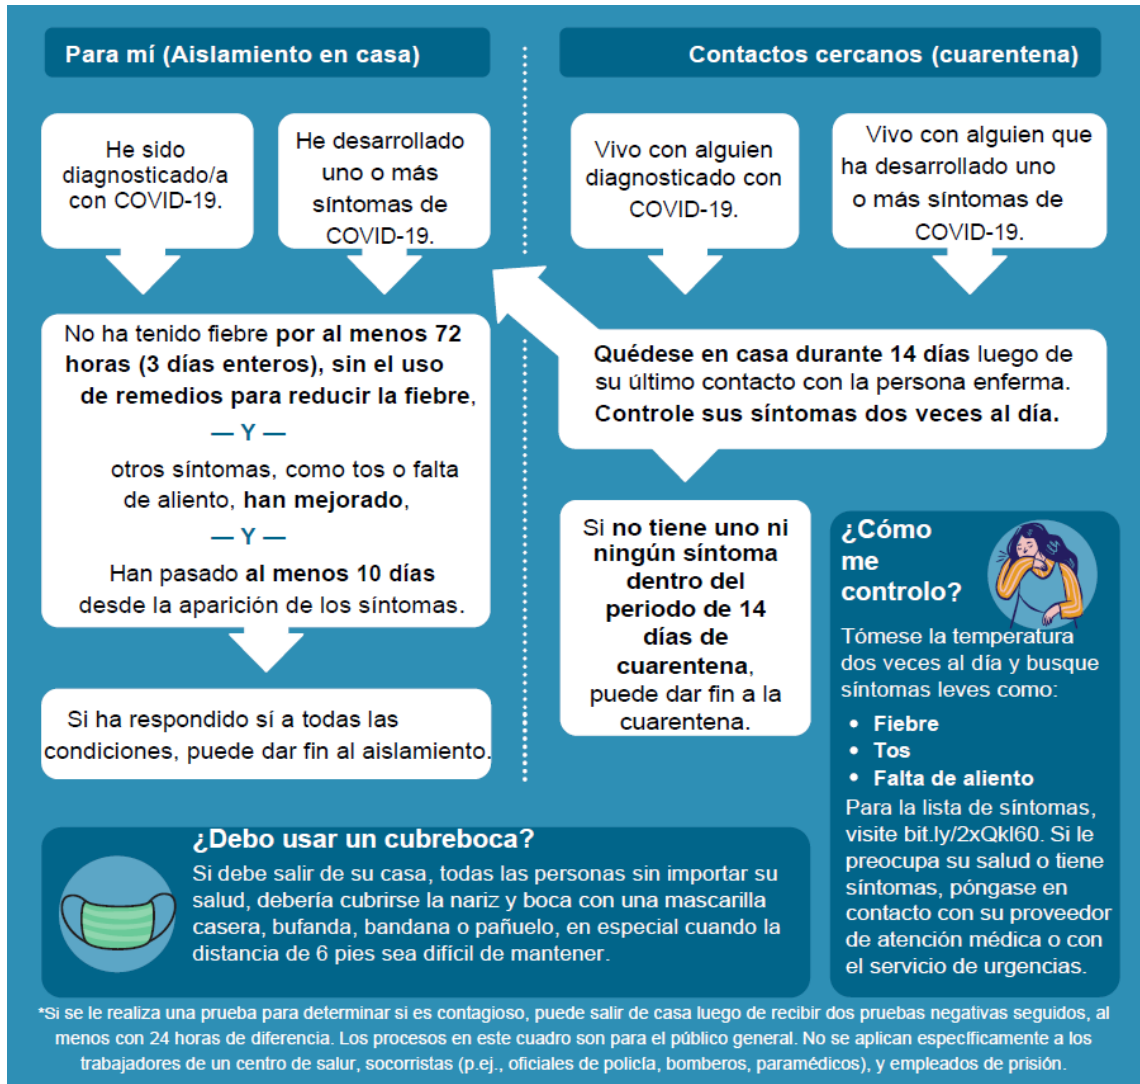 Para mí (Aislamiento en casa)
He sido
diagnosticado/a
con COVID-19.
He desarrollado
uno o más
síntomas de
COVID-19.
No ha tenido fiebre por al menos 72
horas (3 días enteros), sin el uso
de remedios para reducir la fiebre,
— Y —
otros síntomas, como tos o falta
de aliento, han mejorado,
— Y —
Han pasado al menos 10 días
desde la aparición de los síntomas.
Si ha respondido sí a todas las
condiciones, puede dar fin al aislamiento.
Contactos cercanos (cuarentena)
Vivo con alguien
diagnosticado con
COVID-19.
Vivo con alguien que
ha desarrollado uno
o más síntomas de
COVID-19.
Quédese en casa durante 14 días luego de
su último contacto con la persona enferma.
Controle sus síntomas dos veces al día.
Si no tiene uno ni
ningún síntoma
dentro del
periodo de 14
días de
cuarentena,
puede dar fin a la
cuarentena.
¿Cómo
me
controlo?
Tómese la temperatura
dos veces al día y busque
síntomas leves como:
• Fiebre
• Tos
• Falta de aliento
Para la lista de síntomas,
visite bit.ly/2xQkl60. Si le
preocupa su salud o tiene
síntomas, póngase en
contacto con su proveedor
de atención médica o con
el servicio de urgencias.
¿Debo usar un cubreboca?
Si debe salir de su casa, todas las personas sin importar su
salud, debería cubrirse la nariz y boca con una mascarilla
casera, bufanda, bandana o pañuelo, en especial cuando la
distancia de 6 pies sea difícil de mantener.
*Si se le realiza una prueba para determinar si es contagioso, puede salir de casa luego de recibir dos pruebas negativas seguidos, al
menos con 24 horas de diferencia. Los procesos en este cuadro son para el público general. No se aplican específicamente a los
trabajadores de un centro de salur, socorristas (p.ej., oficiales de policía, bomberos, paramédicos), y empleados de prisión.